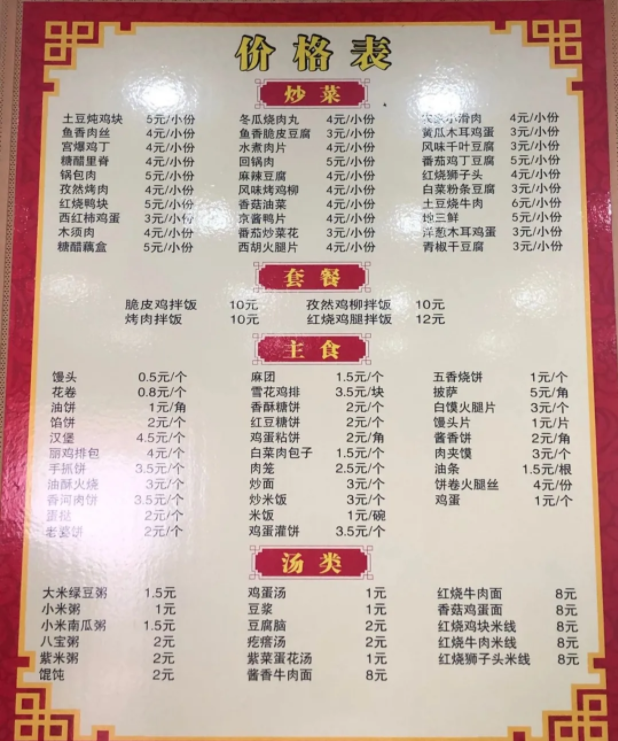 价格表
炒菜
土豆炖鸡块 5元/小份 冬瓜烧肉丸 4元/小份 小滑肉 4元/小份
鱼香肉丝 4元/小份 鱼香脆皮豆腐 3元/小份 黄瓜木耳鸡蛋 3元/小份
宫爆鸡丁 4元/小份 水煮肉片 4元/小份 风味千叶豆腐 3元/小份
糖醋里脊 4元/小份 回锅肉 5元/小份 番茄鸡丁豆腐 5元/小份
锅包肉 5元/小份 麻辣豆腐 4元/小份 红烧狮子头 4元/小份
孜然烤肉 4元/小份 风味烤鸡柳 4元/小份 白菜粉条豆腐 3元/小份
红烧鸭块 5元/小份 香菇油菜 4元/小份 土豆烧牛肉 6元/小份
西红柿鸡蛋 3元/小份 京酱鸭片 4元/小份 地三鲜 5元/小份
木须肉 4元/小份 番茄炒菜花 3元/小份 洋葱木耳鸡蛋 3元/小份
糖醋藕盒 5元/小份 西胡火腿片 4元/小份 青椒干豆腐 3元/小份
套餐
脆皮鸡拌饭 10元 孜然鸡柳拌饭 10元
烤肉拌饭 10元 红烧鸡腿拌饭 12元
主食
馒头 0.5元/个 麻团 1.5元/个 五香烧饼 1元/个
花卷 0.8元/个 雪花鸡排 3.5元/块 披萨 5元/角
油饼 1元/角 香酥糖饼 2元/个 白馍火腿片 3元/个
馅饼 2元/个 红豆糖饼 2元/个 馒头片 1元/片
汉堡 4.5元/个 鸡蛋粘饼 2元/角 酱香饼 2元/角
丽鸡排包 4元/个 白菜肉包子 1.5元/个 肉夹馍 3元/个
手抓饼 3.5元/个 肉笼 2.5元/个 油条 1.5元/根
油酥火烧 3元/个 炒面 3元/个 饼卷火腿丝 4元/份
香河肉饼 3.5元/个 炒米饭 3元/个 鸡蛋 1元/个
蛋挞 2元/个 米饭 1元/碗
老婆饼 2元/个 鸡蛋灌饼 3.5元/个
汤类
大米绿豆粥 1.5元 鸡蛋汤 1元 红烧牛肉面 8元
小米粥 1元 豆浆 1元 香菇鸡蛋面 8元
小米南瓜粥 1.5元 豆腐脑 2元 红烧鸡块米线 8元
八宝粥 2元 疙瘩汤 2元 红烧牛肉米线 8元
紫米粥 2元 紫菜蛋花汤 1元 红烧狮子头米线 8元
馄饨 2元 酱香牛肉面 8元